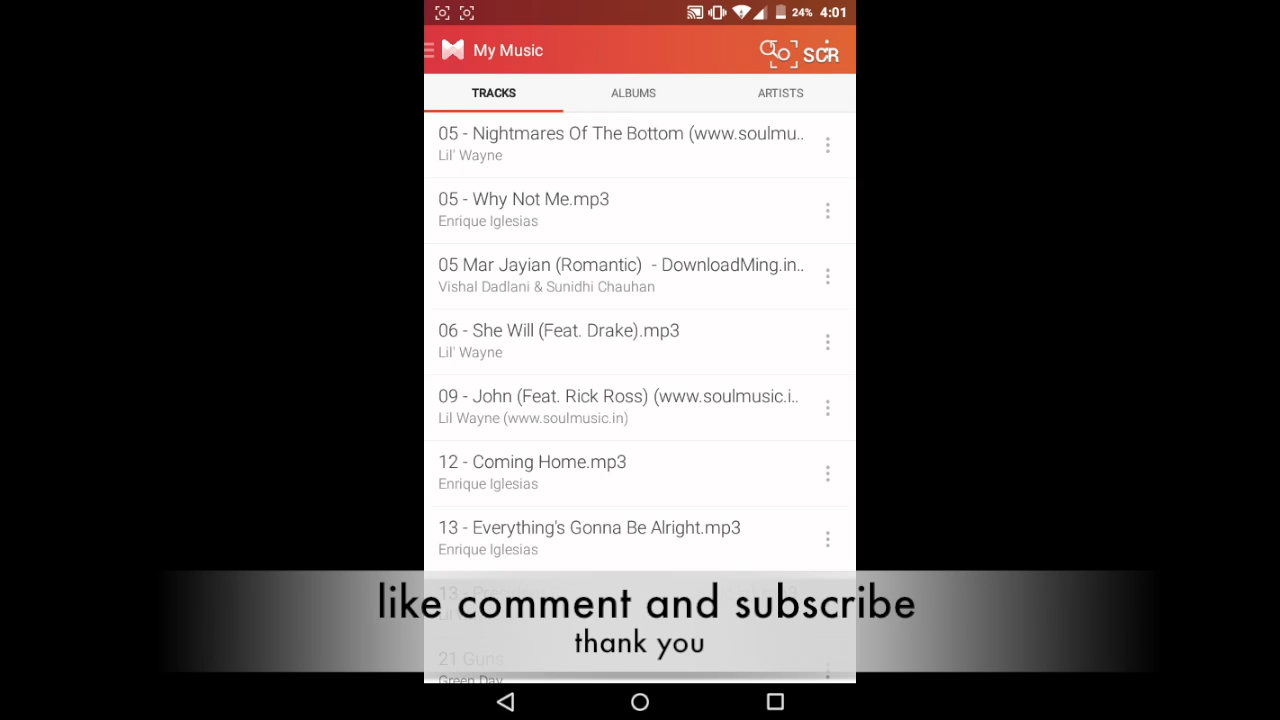 24% 4:01
My Music
SCR
TRACKS ALBUMS ARTISTS
05 - Nightmares Of The Bottom (www.soulmu..
Lil' Wayne
05 - Why Not Me.mp3
Enrique Iglesias
05 Mar Jayian (Romantic)  - DownloadMing.in..
Vishal Dadlani & Sunidhi Chauhan
06 - She Will (Feat. Drake).mp3
Lil' Wayne
09 - John (Feat. Rick Ross) (www.soulmusic.i..
Lil Wayne (www.soulmusic.in)
12 - Coming Home.mp3
Enrique Iglesias
13 - Everything's Gonna Be Alright.mp3
Enrique Iglesias
13 -
like comment and subscribe
thank you
21 Guns
Green Day